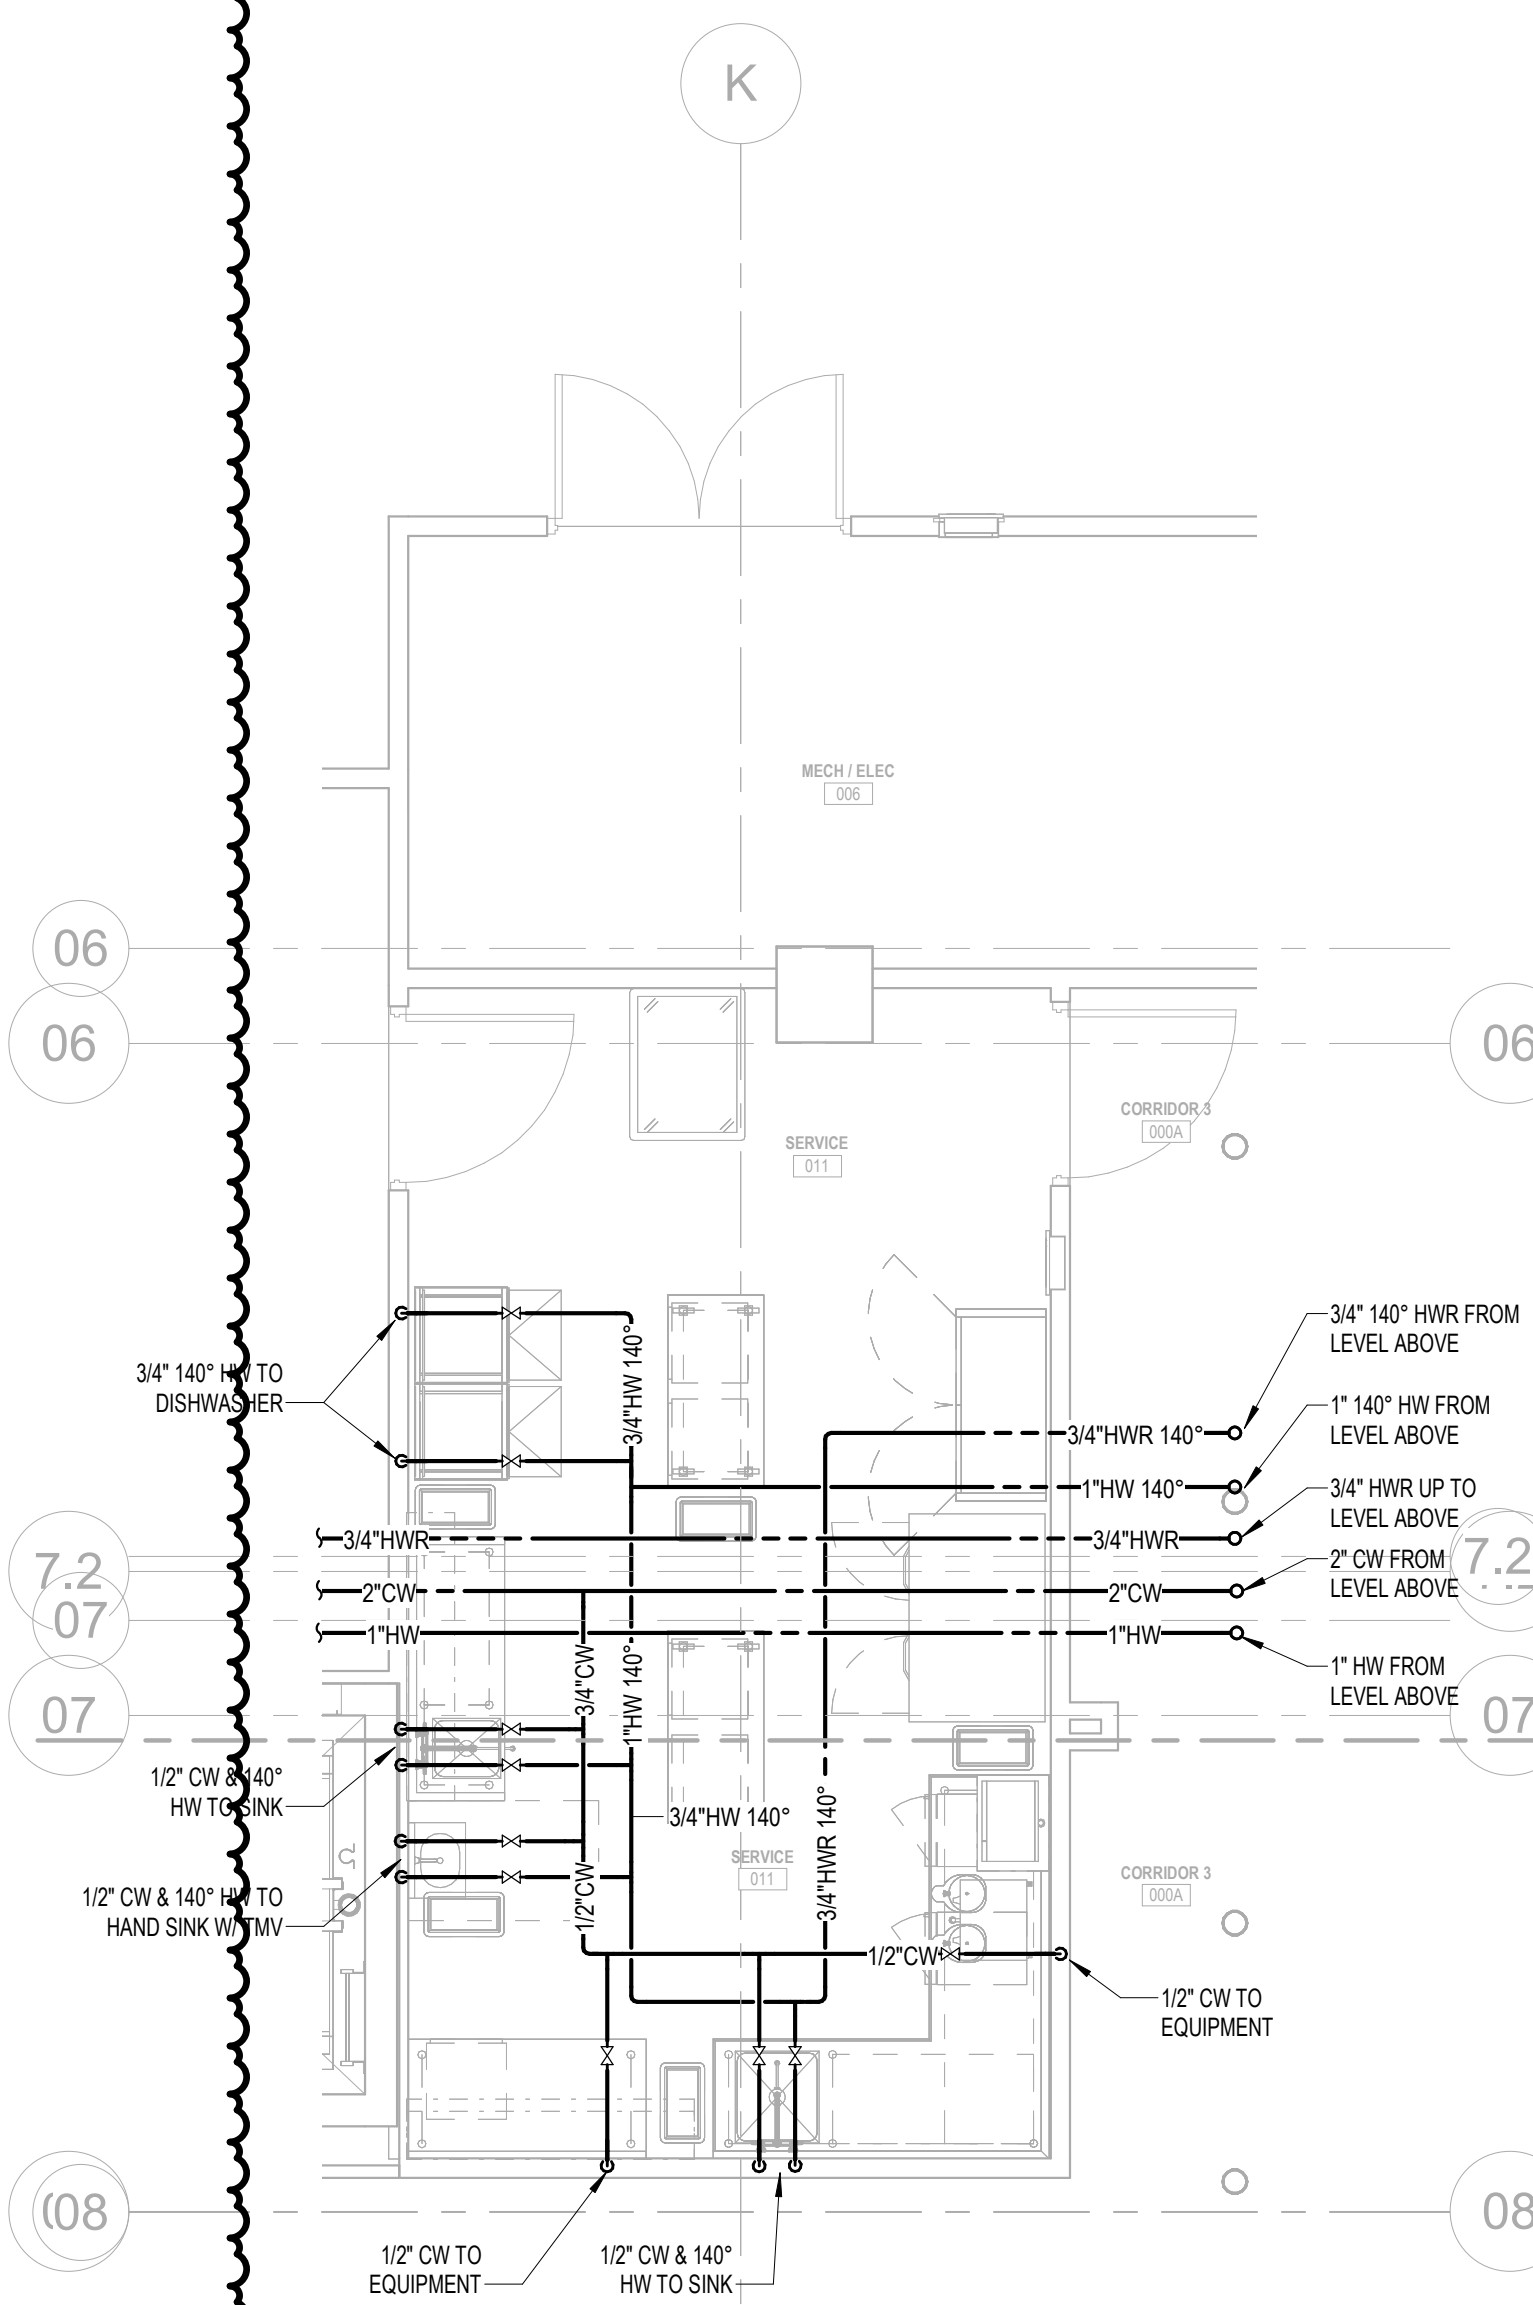 K
MECH / ELEC
006
06
06
06
CORRIDOR 3
000A
SERVICE
011
3/4" 140° HWR FROM
LEVEL ABOVE
3/4" 140° HW TO
DISHWASHER
3/4"HW 140°
1" 140° HW FROM
LEVEL ABOVE
3/4"HWR 140°
1"HW 140°
3/4" HWR UP TO
LEVEL ABOVE
3/4"HWR
3/4"HWR
7.2
7.2
2" CW FROM
LEVEL ABOVE
2"CW
2"CW
07
1"HW
1"HW
1" HW FROM
LEVEL ABOVE
3/4"CW
1"HW 140°
07
07
1/2" CW & 140°
HW TO SINK
3/4"HW 140°
3/4"HWR 140°
SERVICE
011
CORRIDOR 3
000A
1/2" CW & 140° HW TO
HAND SINK W/ TMV
1/2"CW
1/2"CW
1/2" CW TO
EQUIPMENT
08
08
1/2" CW TO
EQUIPMENT
1/2" CW & 140°
HW TO SINK